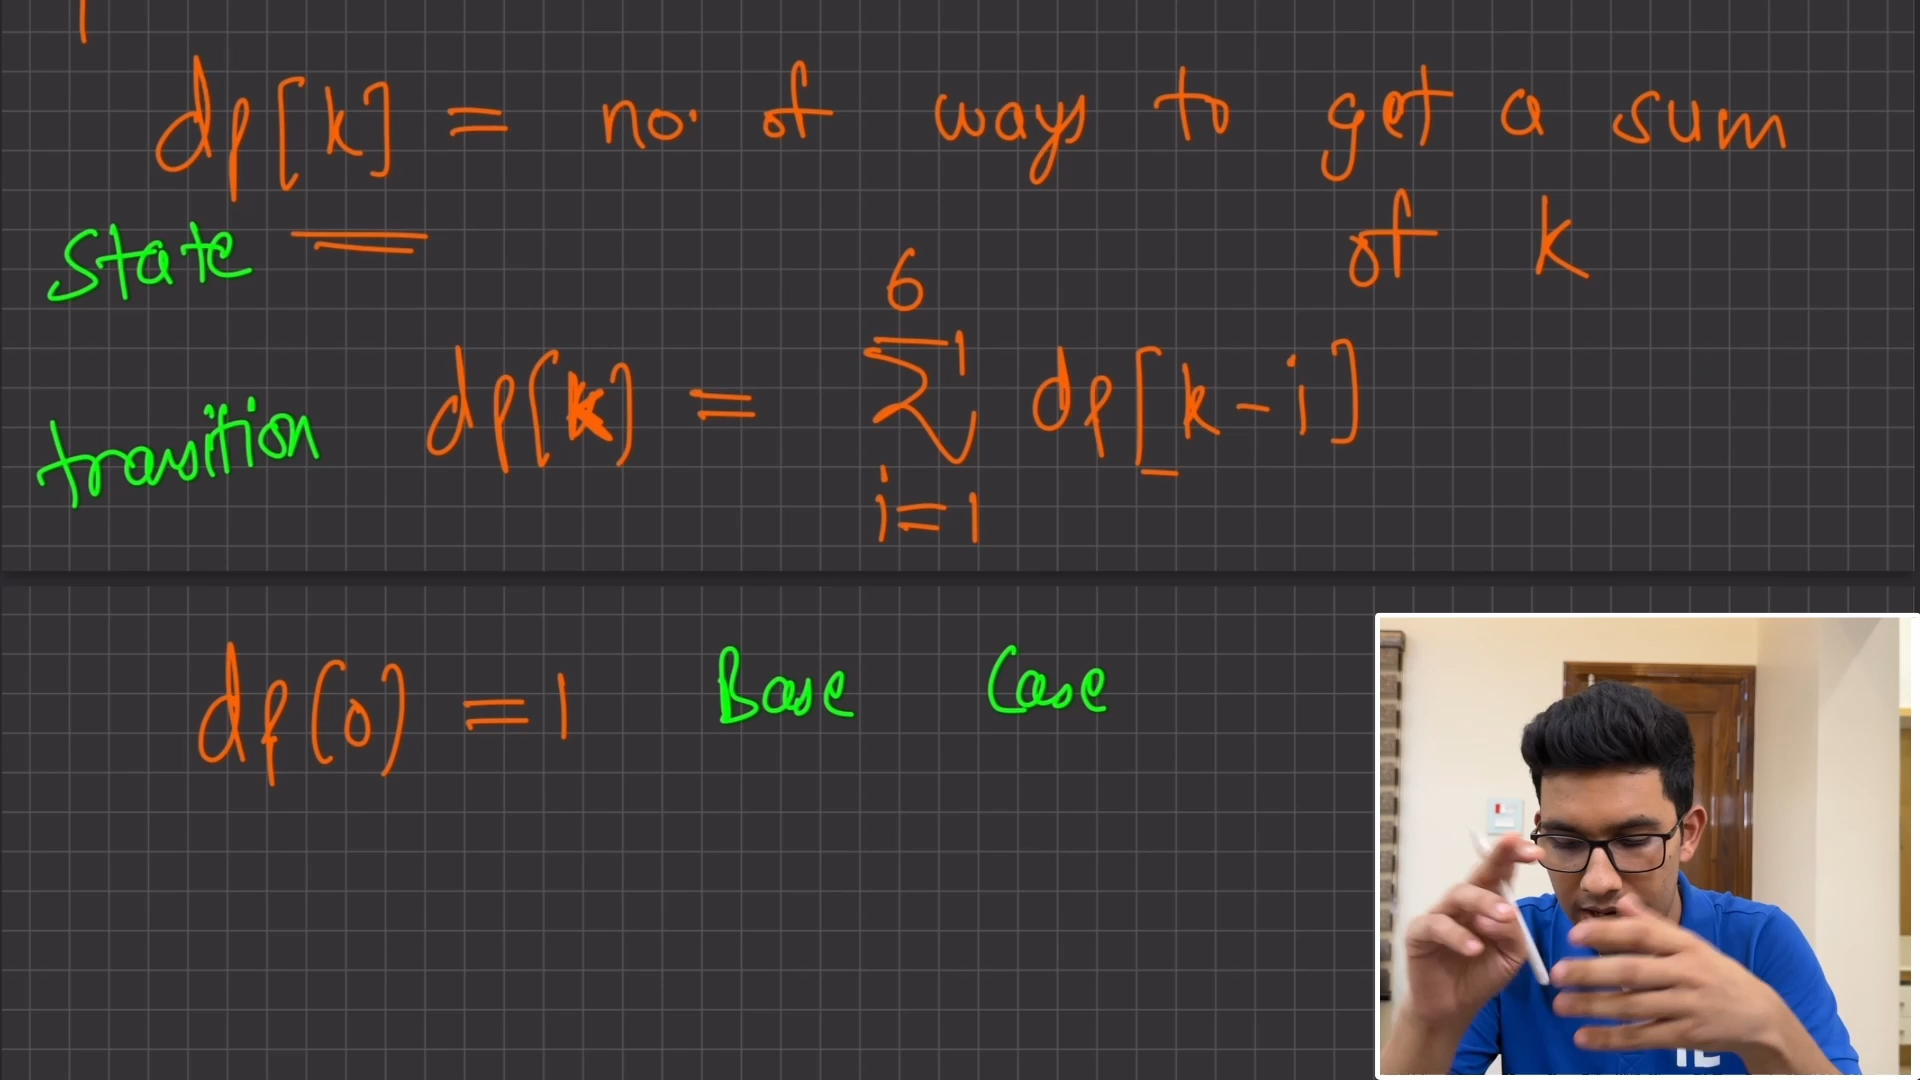 dp[k] = no. of ways to get a sum
of k
State
transition dp[k] = 6 ∑ i=1 dp[k-i]
dp(0) = 1 Base Case